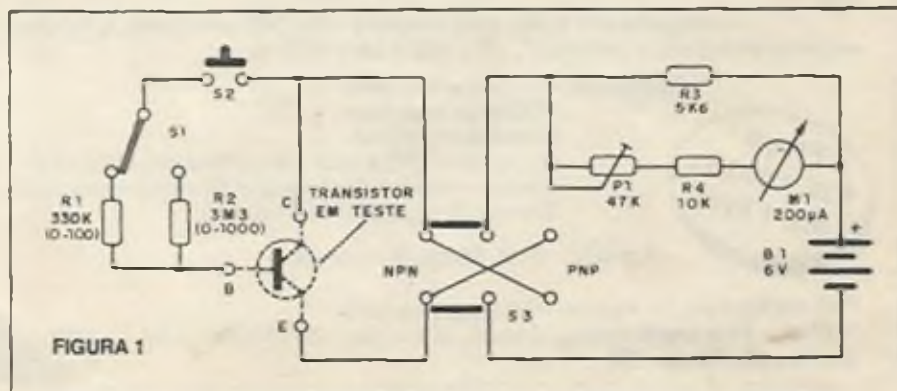 S2
S1
R1
330K
(0-100)
R2
3M3
(0-1000)
B
C
E
TRANSISTOR
EM TESTE
NPN
PNP
S3
R3
5K6
P1
47K
R4
10K
M1
200µA
+
B1
6V
FIGURA 1